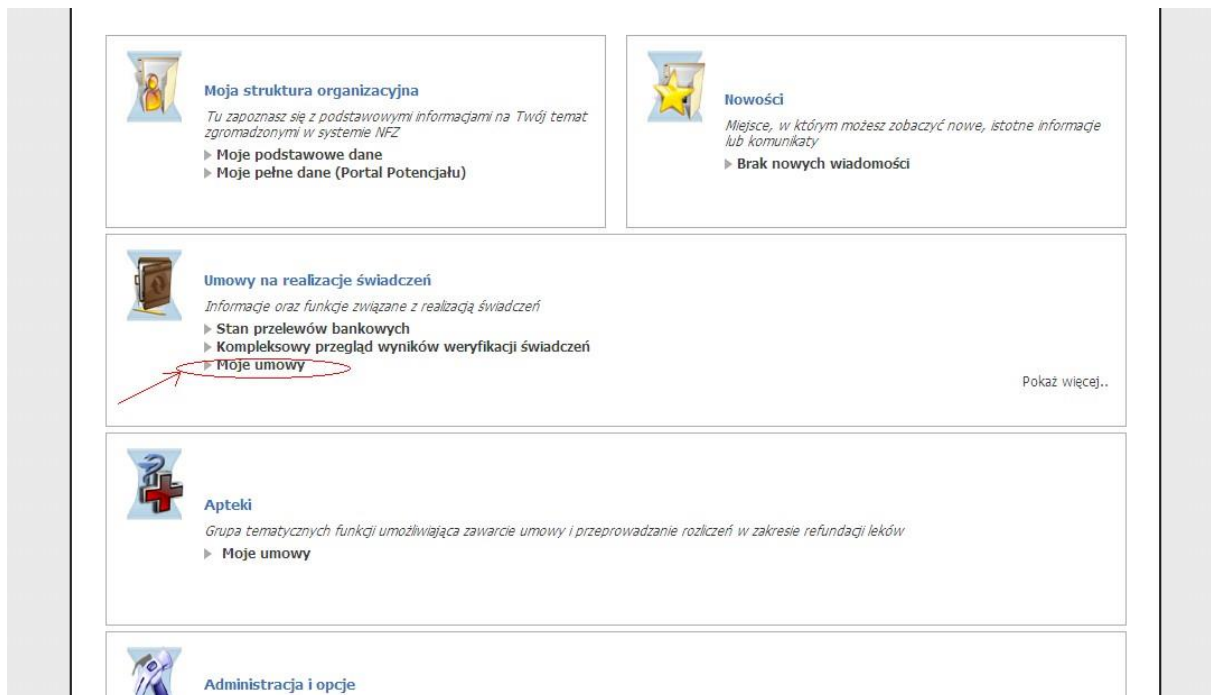 Moja struktura organizacyjna
Tu zapoznasz się z podstawowymi informacjami na Twój temat
zgromadzonymi w systemie NFZ
Moje podstawowe dane
Moje pełne dane (Portal Potencjału)
Nowości
Miejsce, w którym możesz zobaczyć nowe, istotne informacje
lub komunikaty
Brak nowych wiadomości
Umowy na realizacje świadczeń
Informacje oraz funkcje związane z realizacją świadczeń
Stan przelewów bankowych
Kompleksowy przegląd wyników weryfikacji świadczeń
Moje umowy
Pokaż więcej..
Apteki
Grupa tematycznych funkcji umożliwiająca zawarcie umowy i przeprowadzanie rozliczeń w zakresie refundacji leków
Moje umowy
Administracja i opcje